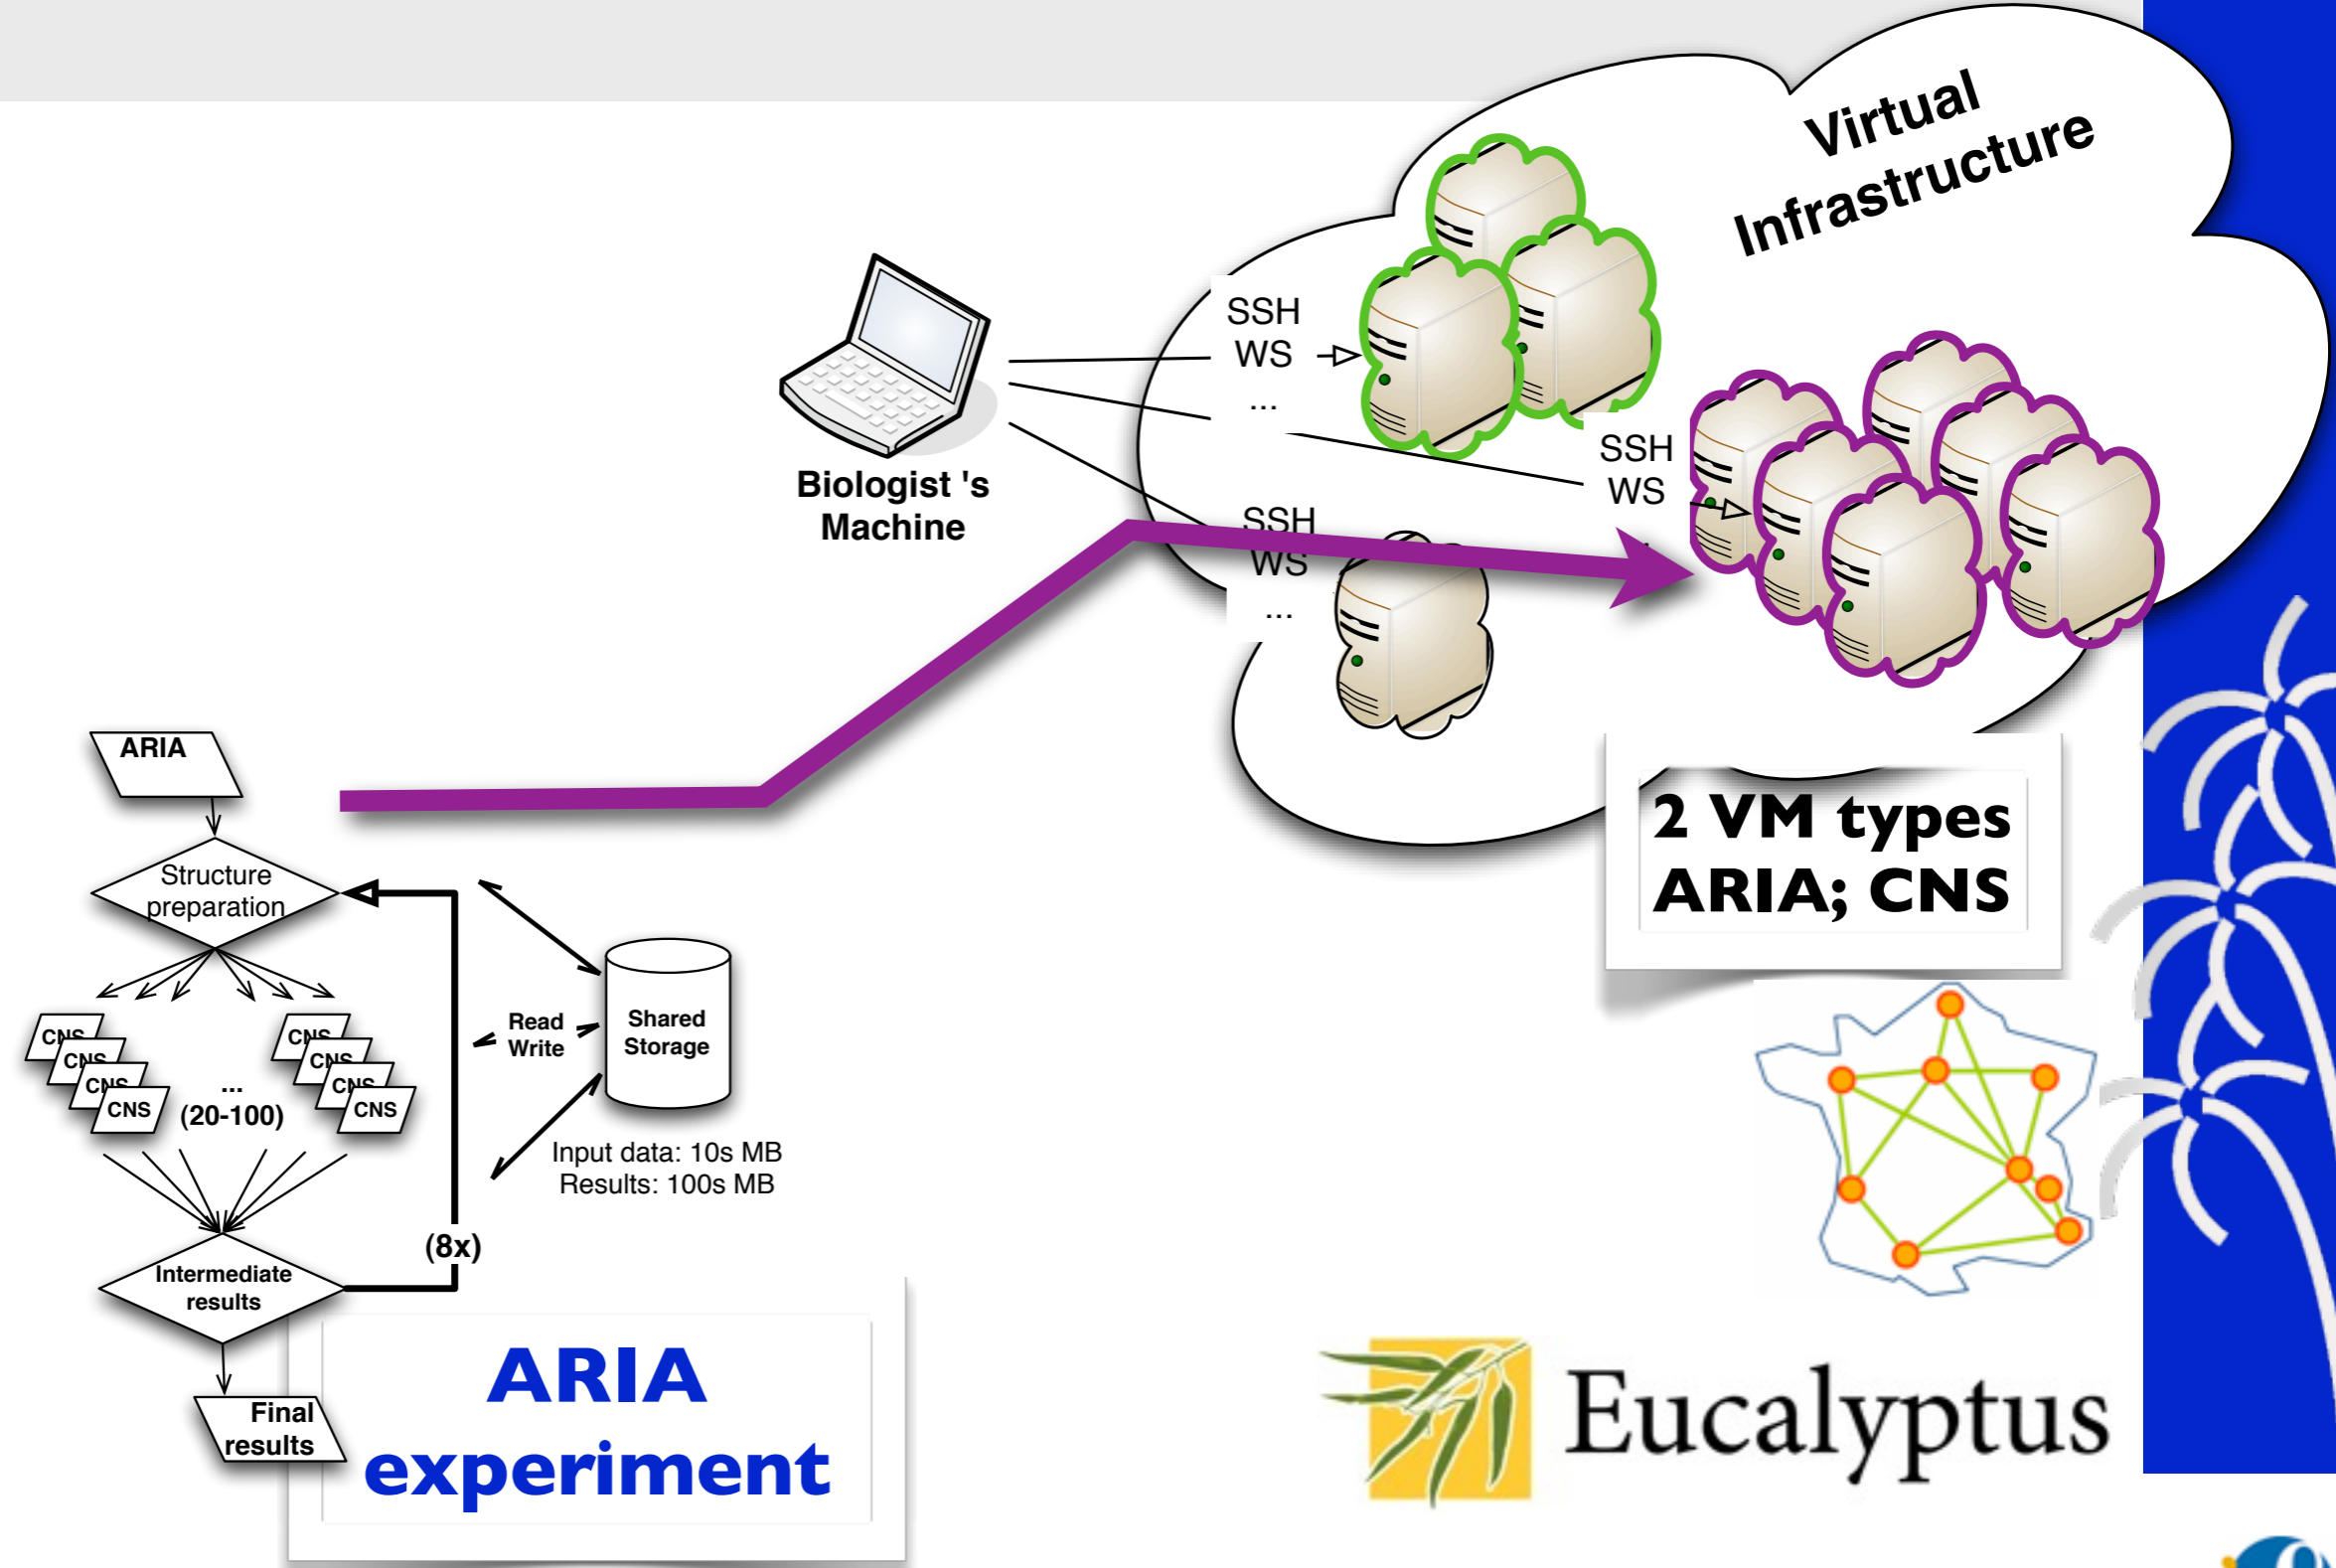 Virtual
Infrastructure
SSH
WS
...
SSH
WS
Biologist 's
Machine
SSH
WS
...
2 VM types
ARIA; CNS
ARIA
Structure
preparation
CNS
CNS
CNS
CNS
...
(20-100)
CNS
CNS
CNS
CNS
Read
Write
Shared
Storage
Input data: 10s MB
Results: 100s MB
(8x)
Intermediate
results
Final
results
ARIA
experiment
Eucalyptus